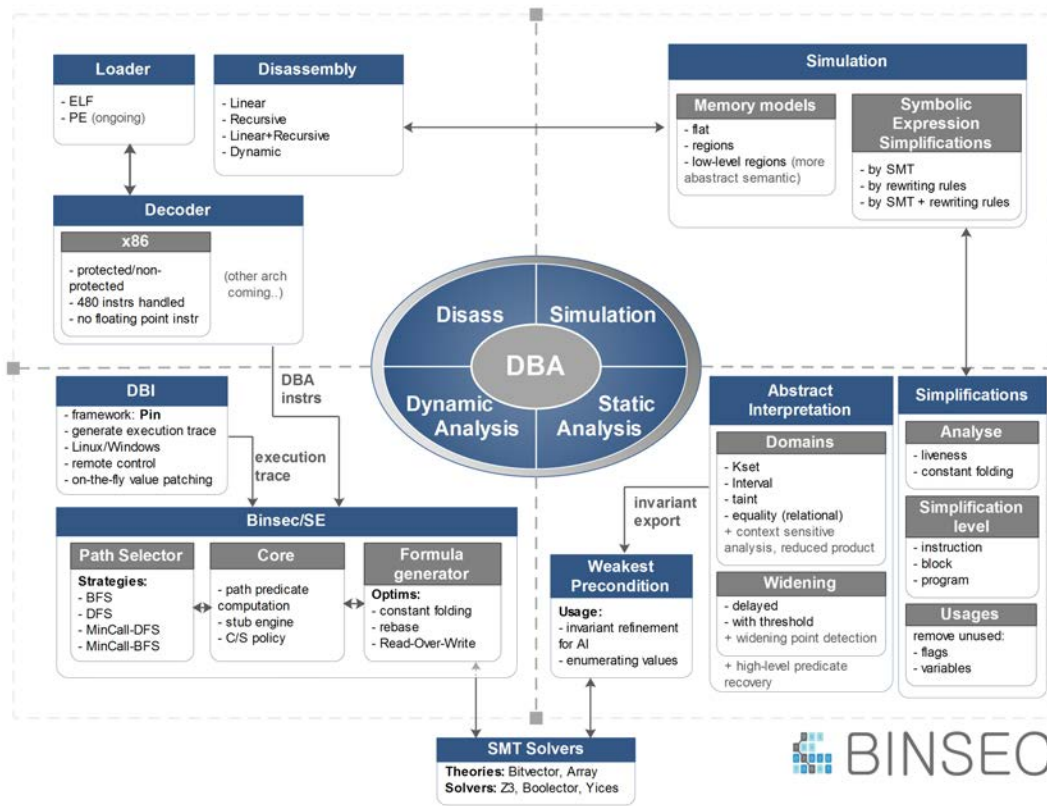 Loader
- ELF
- PE (ongoing)
Disassembly
- Linear
- Recursive
- Linear+Recursive
- Dynamic
Simulation
Memory models
- flat
- regions
- low-level regions (more
abastract semantic)
Symbolic
Expression
Simplifications
- by SMT
- by rewriting rules
- by SMT + rewriting rules
Decoder
x86
- protected/non-
protected
- 480 instrs handled
- no floating point instr
(other arch
coming..)
Disass
Simulation
DBA
Dynamic
Analysis
Static
Analysis
DBA
instrs
DBI
- framework: Pin
- generate execution trace
- Linux/Windows
- remote control
- on-the-fly value patching
execution
trace
Binsec/SE
Path Selector
Strategies:
- BFS
- DFS
- MinCall-DFS
- MinCall-BFS
Core
- path predicate
computation
- stub engine
- C/S policy
Formula
generator
Optims:
- constant folding
- rebase
- Read-Over-Write
invariant
export
Weakest
Precondition
Usage:
- invariant refinement
for AI
- enumerating values
Abstract
Interpretation
Domains
- Kset
- Interval
- taint
- equality (relational)
+ context sensitive
analysis, reduced product
Widening
- delayed
- with threshold
+ widening point detection
+ high-level predicate
recovery
Simplifications
Analyse
- liveness
- constant folding
Simplification
level
- instruction
- block
- program
Usages
remove unused:
- flags
- variables
SMT Solvers
Theories: Bitvector, Array
Solvers: Z3, Boolector, Yices
BINSEC